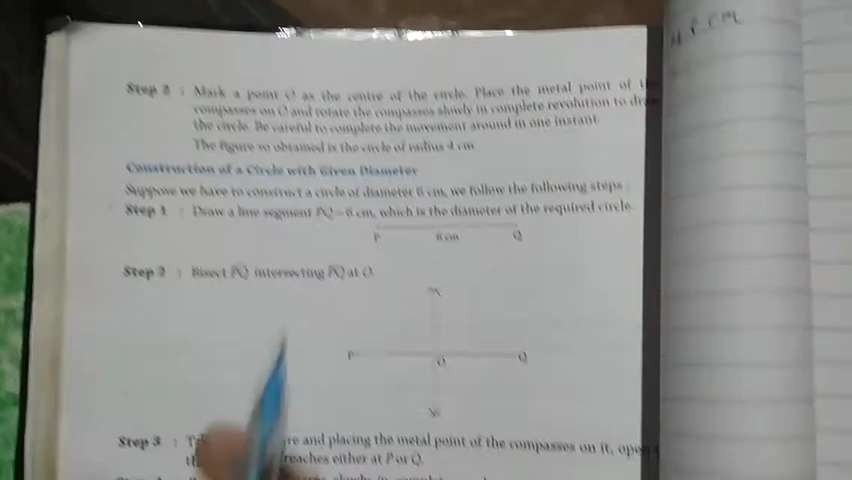 Step 2 : Mark a point O as the centre of the circle. Place the metal point of
compasses on O and rotate the compasses slowly in complete revolution to draw
the circle. Be careful to complete the movement around in one instant.
The figure so obtained is the circle of radius 4 cm
Construction of a Circle with Given Diameter
Suppose we have to construct a circle of diameter 6 cm, we follow the following steps :
Step 1 : Draw a line segment PQ = 6 cm, which is the diameter of the required circle.
P 6 cm Q
Step 2 : Bisect PQ intersecting PQ at O.
P O Q
Step 3 : and placing the metal point of the compasses on it, open
reaches either at P or Q.